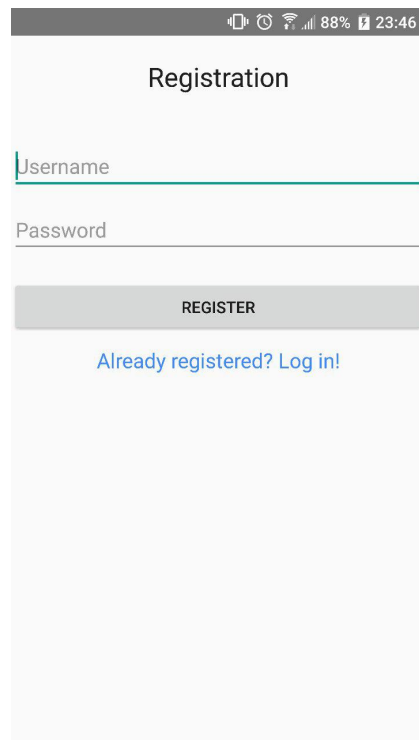 88% 23:46
Registration
Username
Password
REGISTER
Already registered? Log in!